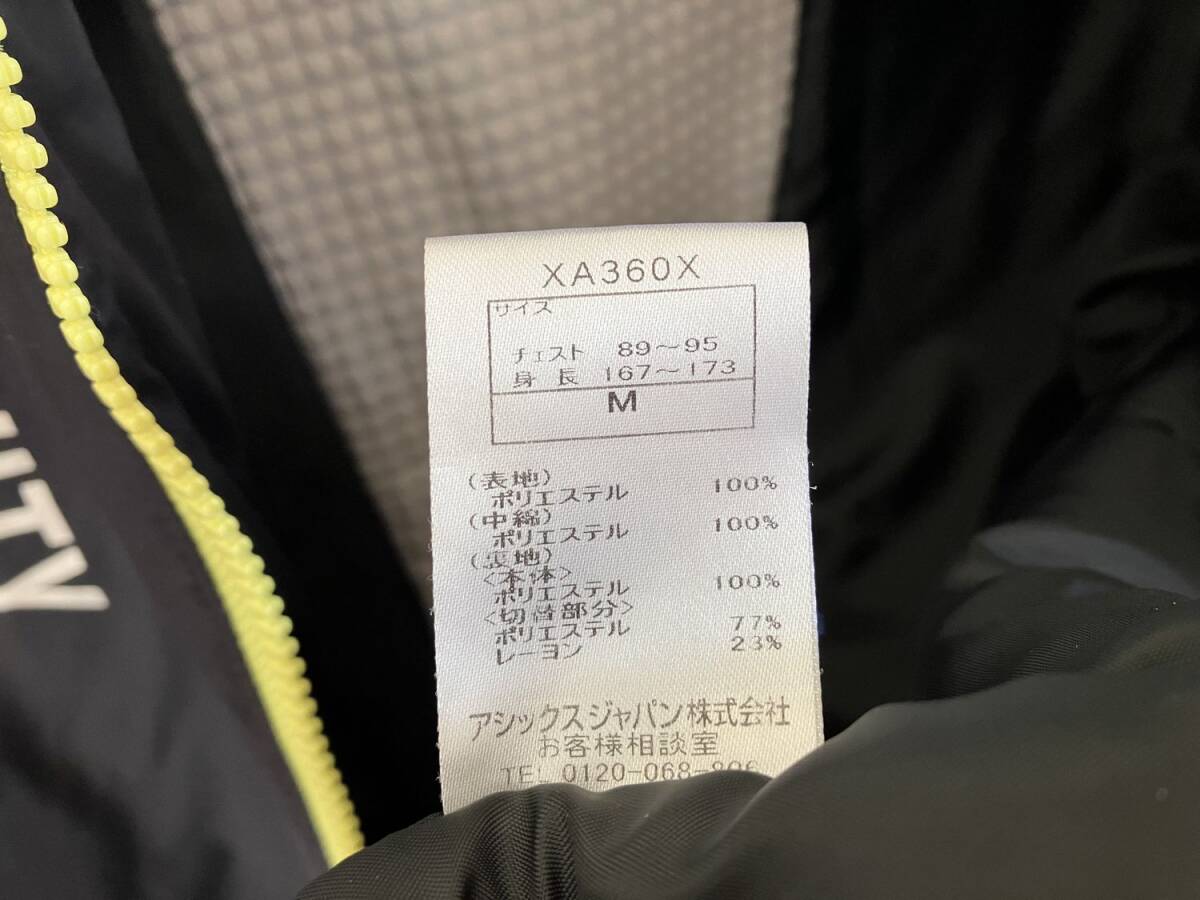 XA360X
サイズ
チェスト 89～95
身長 167～173
M
(表地)
ポリエステル 100%
(中綿)
ポリエステル 100%
(裏地)
<本体>
ポリエステル 100%
<切替部分>
ポリエステル 77%
レーヨン 23%
アシックスジャパン株式会社
お客様相談室
TEL 0120-068-806
ITY